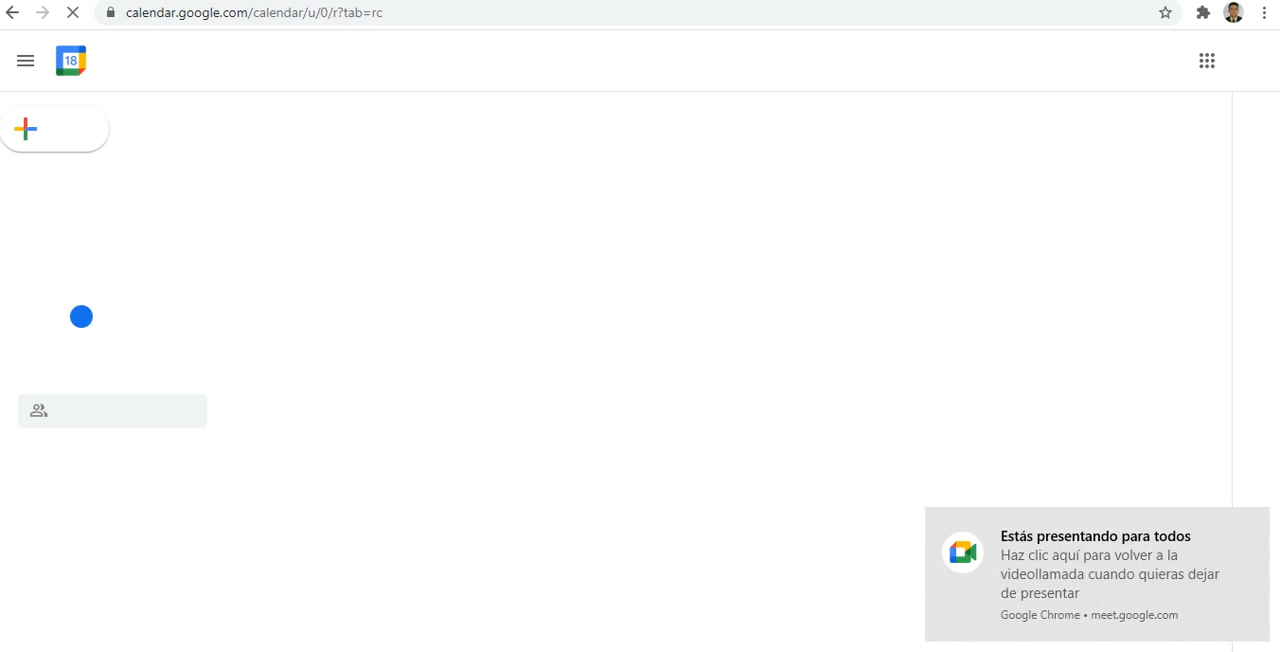 calendar.google.com/calendar/u/0/r?tab=rc
18
Estás presentando para todos
Haz clic aquí para volver a la
videollamada cuando quieras dejar
de presentar
Google Chrome • meet.google.com